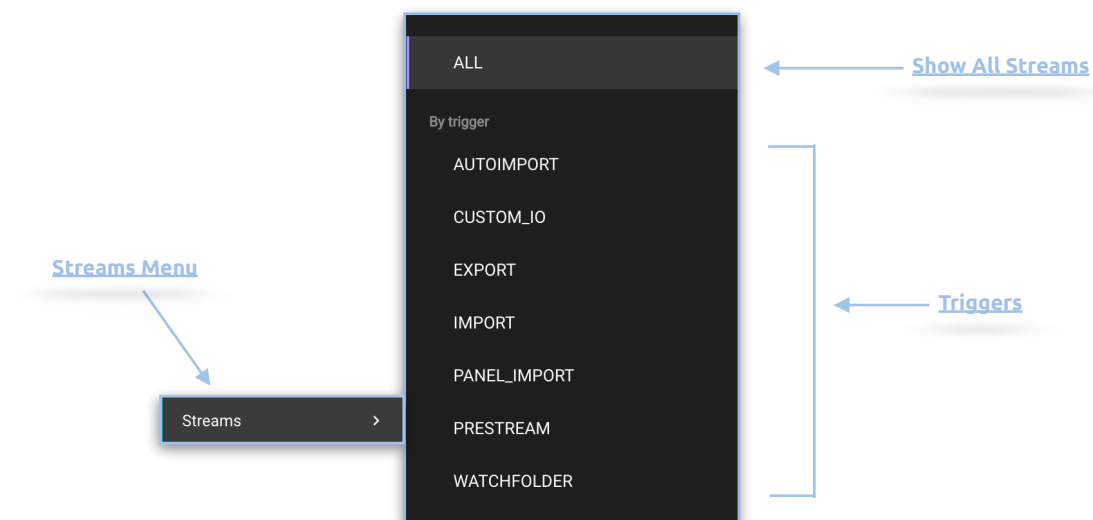 ALL
Show All Streams
By trigger
AUTOIMPORT
CUSTOM_IO
EXPORT
Streams Menu
Triggers
IMPORT
PANEL_IMPORT
Streams
PRESTREAM
WATCHFOLDER